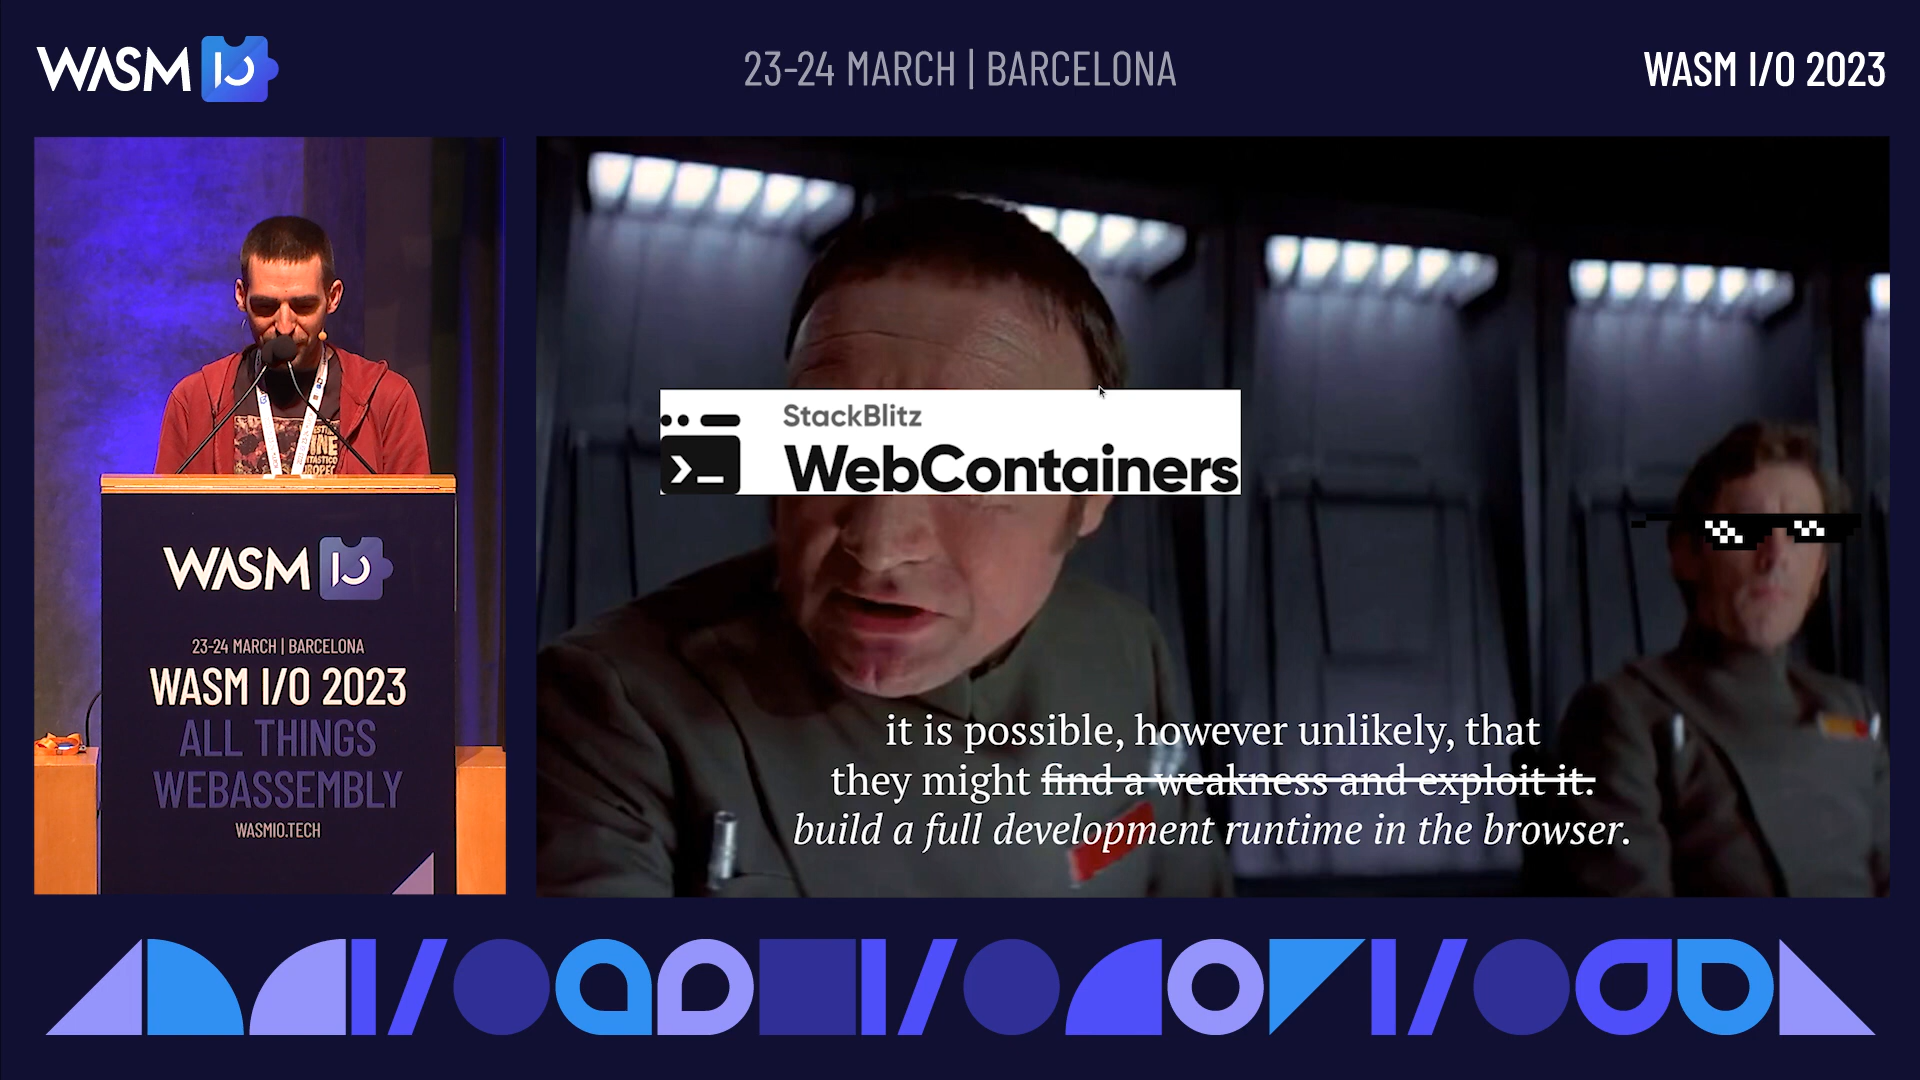 WASM IO
23-24 MARCH | BARCELONA
WASM I/O 2023
StackBlitz
WebContainers
it is possible, however unlikely, that
they might find a weakness and exploit it.
build a full development runtime in the browser.
WASM IO
23-24 MARCH | BARCELONA
WASM I/O 2023
ALL THINGS
WEBASSEMBLY
WASMIO.TECH